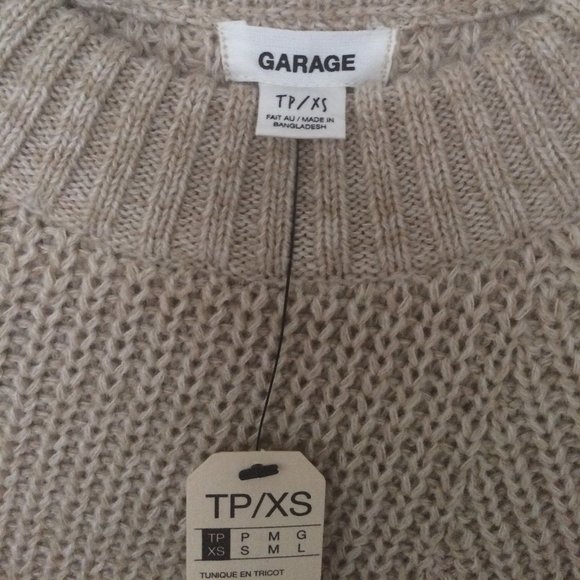 GARAGE
TP/XS
FAIT AU / MADE IN
BANGLADESH
TP/XS
TP P M G
XS S M L
TUNIQUE EN TRICOT